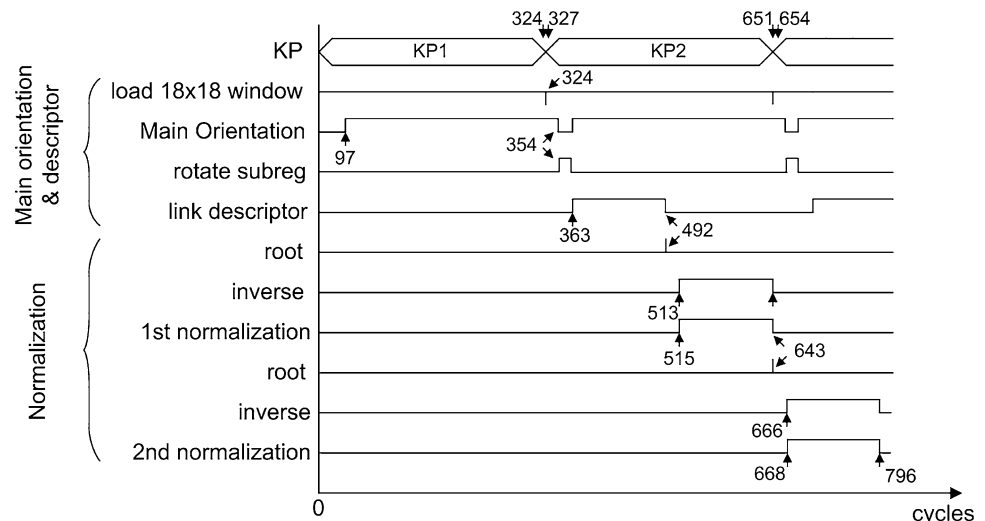 324 327 651 654
KP KP1 KP2
load 18x18 window 324
Main Orientation
97 354
rotate subreg
link descriptor
363 492
root
inverse
513
1st normalization
515 643
root
inverse
666
2nd normalization
668 796
0 cycles
Main orientation
& descriptor
Normalization